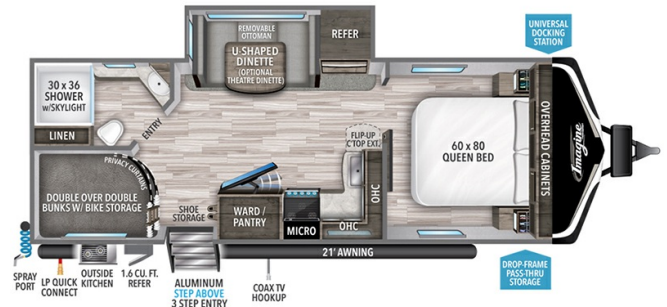 UNIVERSAL
DOCKING
STATION
REMOVABLE
OTTOMAN
U-SHAPED
DINETTE
(OPTIONAL
THEATRE DINETTE)
REFER
30 x 36
SHOWER
w/SKYLIGHT
LINEN
ENTRY
PRIVACY CURTAINS
DOUBLE OVER DOUBLE
BUNKS W/ BIKE STORAGE
SHOE
STORAGE
WARD /
PANTRY
MICRO
FLIP-UP
C'TOP EXT.
OHC
OHC
60 x 80
QUEEN BED
OVERHEAD CABINETS
Imagine
21' AWNING
SPRAY
PORT
LP QUICK
CONNECT
OUTSIDE
KITCHEN
1.6 CU. FT.
REFER
ALUMINUM
STEP ABOVE
3 STEP ENTRY
COAX TV
HOOKUP
DROP-FRAME
PASS-THRU
STORAGE